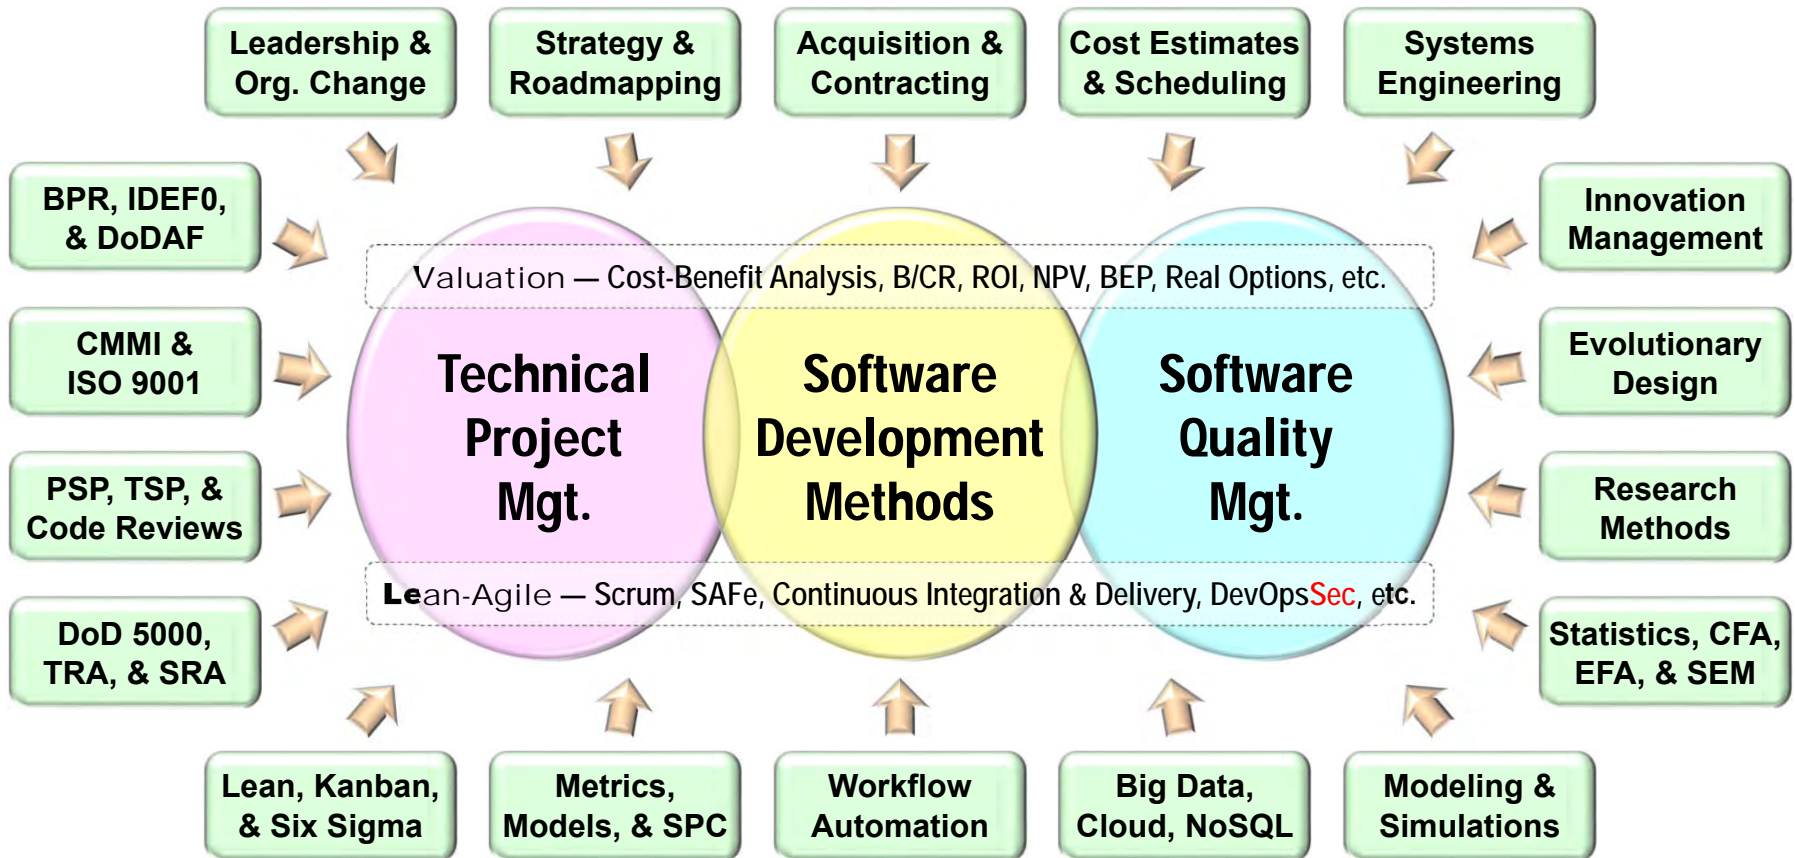 Leadership &
Org. Change
Strategy &
Roadmapping
Acquisition &
Contracting
Cost Estimates
& Scheduling
Systems
Engineering
BPR, IDEF0,
& DoDAF
CMMI &
ISO 9001
PSP, TSP, &
Code Reviews
DoD 5000,
TRA, & SRA
Valuation — Cost-Benefit Analysis, B/CR, ROI, NPV, BEP, Real Options, etc.
Technical
Project
Mgt.
Software
Development
Methods
Software
Quality
Mgt.
Lean-Agile — Scrum, SAFe, Continuous Integration & Delivery, DevOpsSec, etc.
Innovation
Management
Evolutionary
Design
Research
Methods
Statistics, CFA,
EFA, & SEM
Lean, Kanban,
& Six Sigma
Metrics,
Models, & SPC
Workflow
Automation
Big Data,
Cloud, NoSQL
Modeling &
Simulations